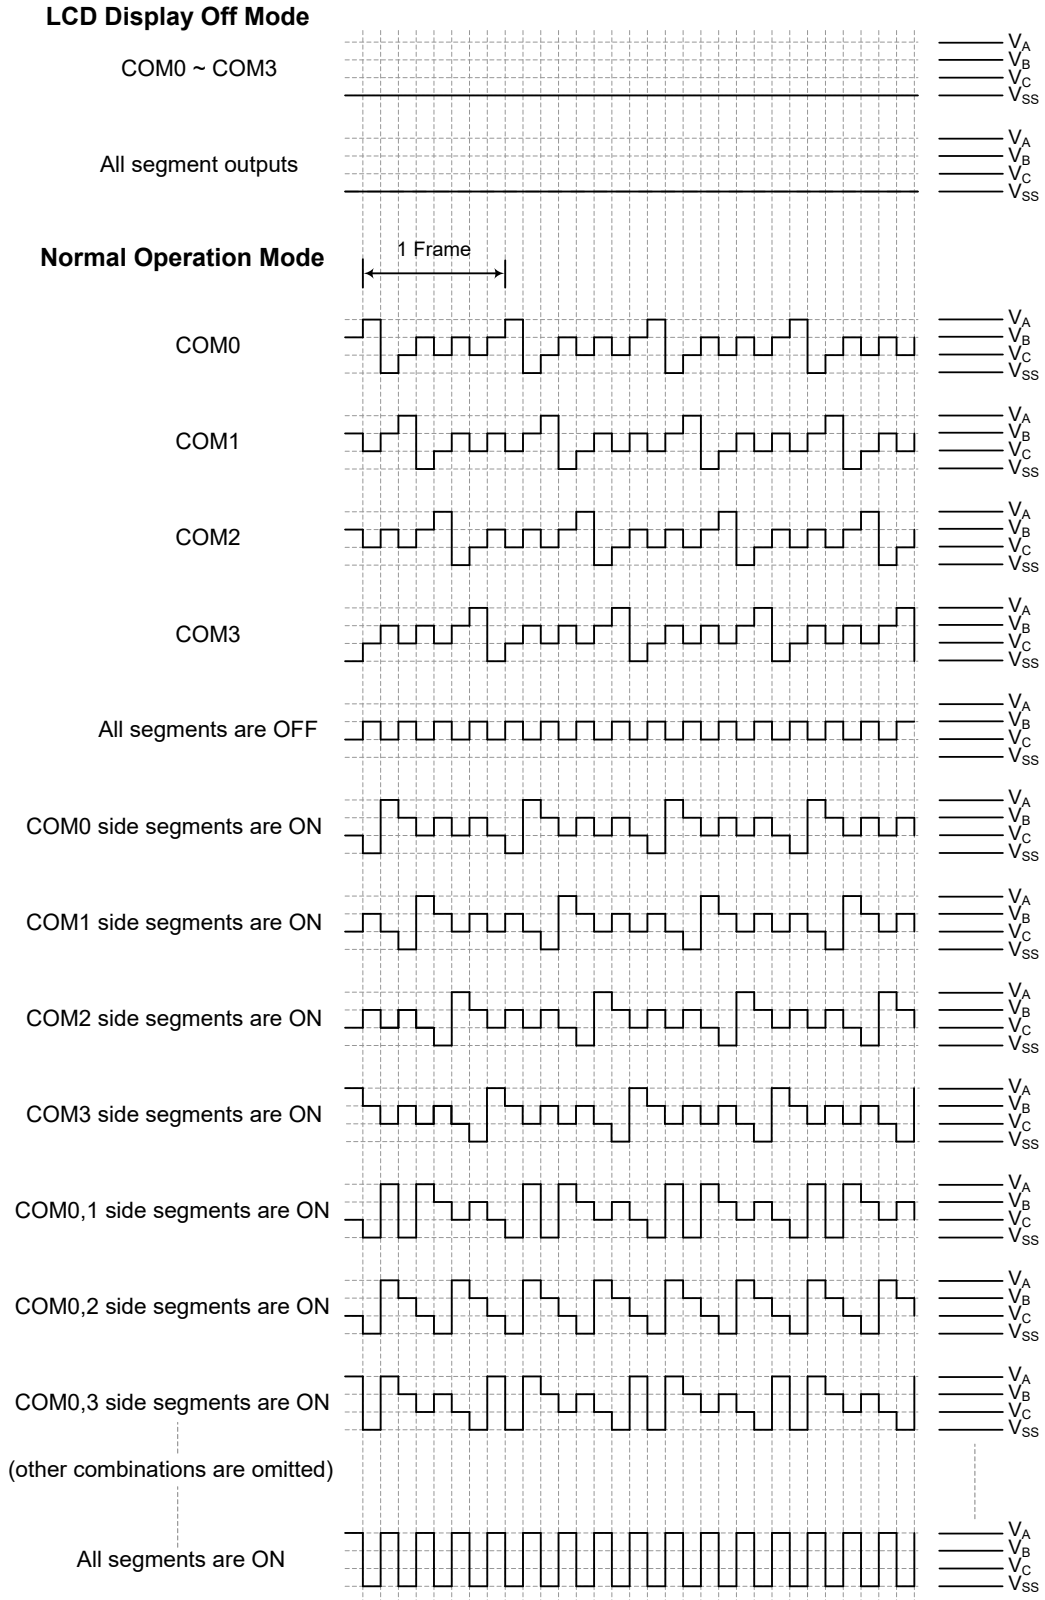 LCD Display Off Mode
COM0 ~ COM3
VA
VB
VC
VSS
All segment outputs
VA
VB
VC
VSS
Normal Operation Mode
1 Frame
COM0
VA
VB
VC
VSS
COM1
VA
VB
VC
VSS
COM2
VA
VB
VC
VSS
COM3
VA
VB
VC
VSS
All segments are OFF
VA
VB
VC
VSS
COM0 side segments are ON
VA
VB
VC
VSS
COM1 side segments are ON
VA
VB
VC
VSS
COM2 side segments are ON
VA
VB
VC
VSS
COM3 side segments are ON
VA
VB
VC
VSS
COM0,1 side segments are ON
VA
VB
VC
VSS
COM0,2 side segments are ON
VA
VB
VC
VSS
COM0,3 side segments are ON
VA
VB
VC
VSS
(other combinations are omitted)
All segments are ON
VA
VB
VC
VSS